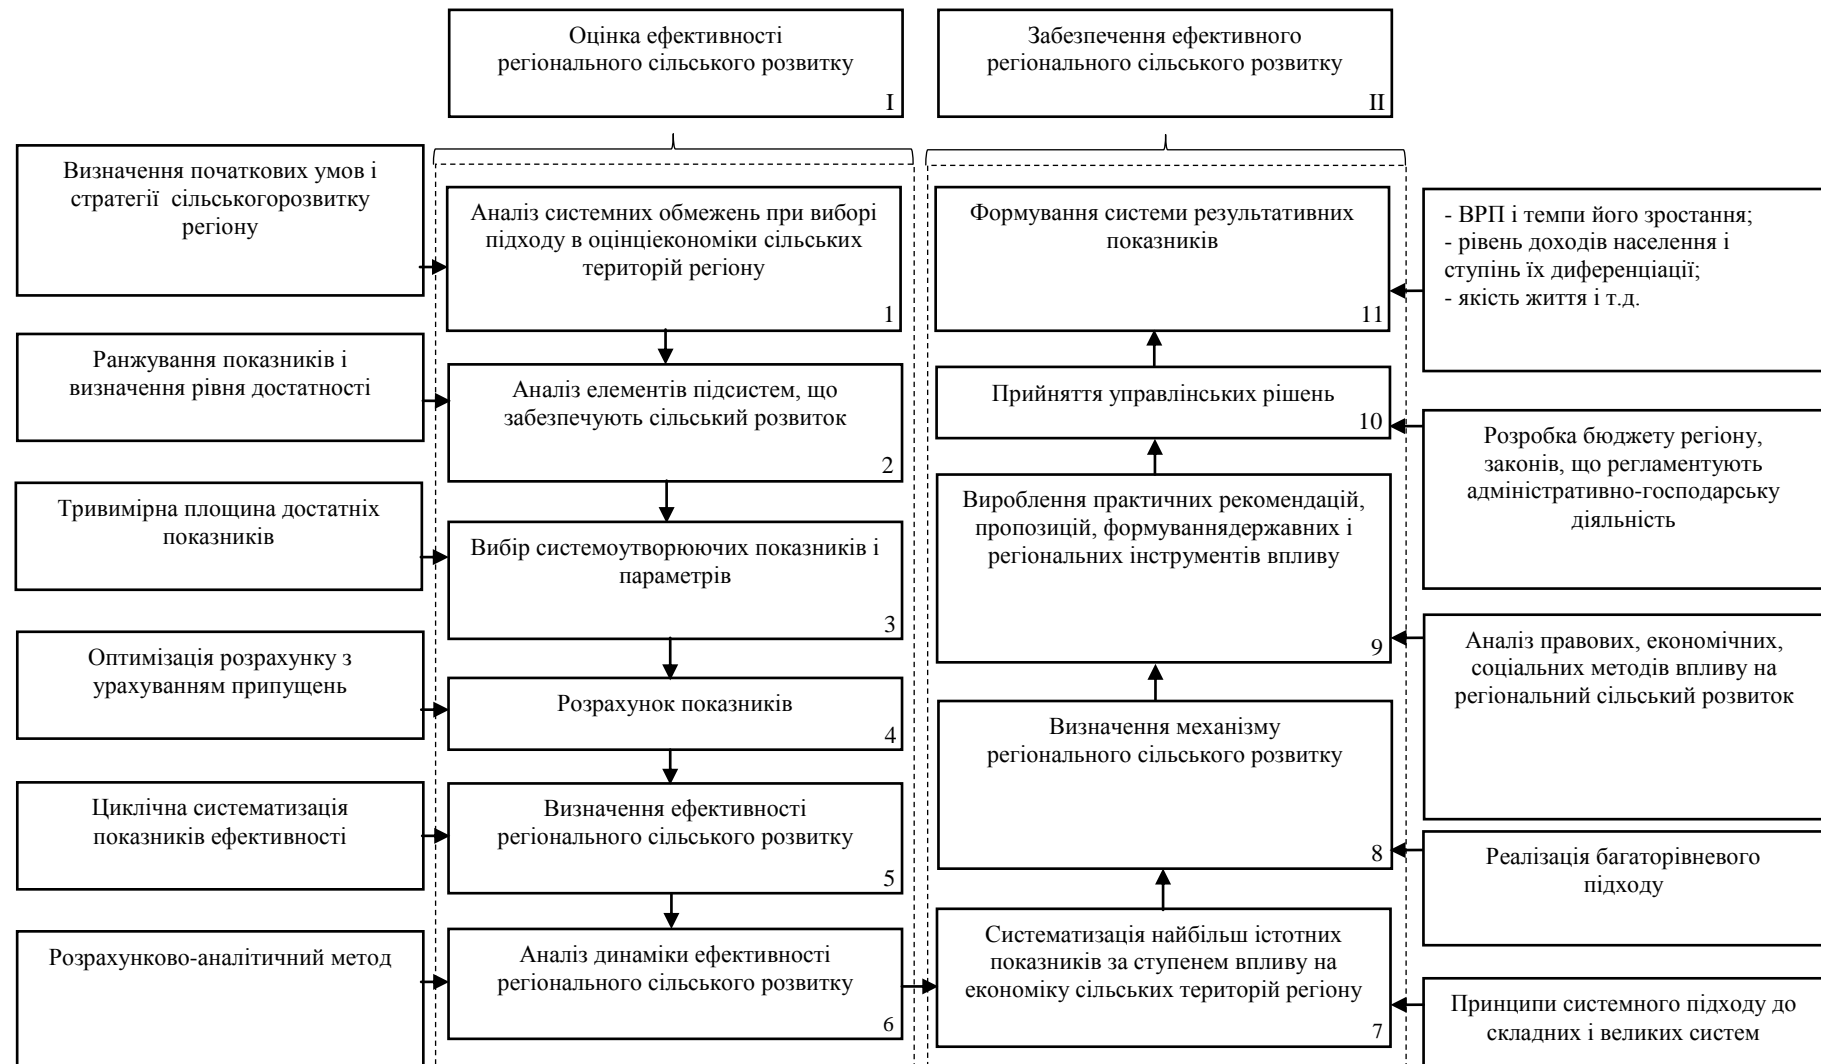 Оцінка ефективності
регіонального сільського розвитку
I
Забезпечення ефективного
регіонального сільського розвитку
II
Визначення початкових умов і
стратегії сільськогорозвитку
регіону
Аналіз системних обмежень при виборі
підходу в оцінціекономіки сільських
територій регіону
1
Формування системи результативних
показників
11
- ВРП і темпи його зростання;
- рівень доходів населення і
ступінь їх диференціації;
- якість життя і т.д.
Ранжування показників і
визначення рівня достатності
Аналіз елементів підсистем, що
забезпечують сільський розвиток
2
Прийняття управлінських рішень
10
Розробка бюджету регіону,
законів, що регламентують
адміністративно-господарську
діяльність
Тривимірна площина достатніх
показників
Вибір системоутворюючих показників і
параметрів
3
Вироблення практичних рекомендацій,
пропозицій, формуваннядержавних і
регіональних інструментів впливу
9
Аналіз правових, економічних,
соціальних методів впливу на
регіональний сільський розвиток
Оптимізація розрахунку з
урахуванням припущень
Розрахунок показників
4
Визначення механізму
регіонального сільського розвитку
8
Реалізація багаторівневого
підходу
Циклічна систематизація
показників ефективності
Визначення ефективності
регіонального сільського розвитку
5
Розрахунково-аналітичний метод
Аналіз динаміки ефективності
регіонального сільського розвитку
6
Систематизація найбільш істотних
показників за ступенем впливу на
економіку сільських територій регіону
7
Принципи системного підходу до
складних і великих систем